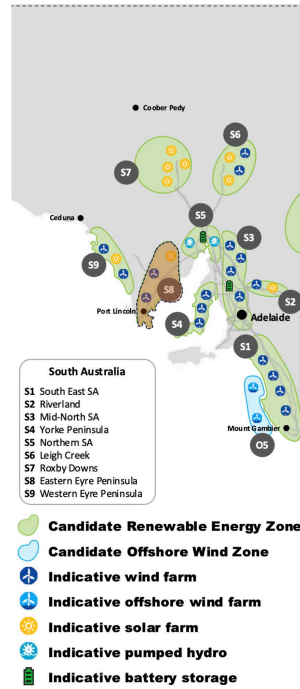 Coober Pedy
S6
S7
S5
Ceduna
S3
S9
S8
S2
Port Lincoln
S4
Adelaide
S1
Mount Gambier
O5
South Australia
S1 South East SA
S2 Riverland
S3 Mid-North SA
S4 Yorke Peninsula
S5 Northern SA
S6 Leigh Creek
S7 Roxby Downs
S8 Eastern Eyre Peninsula
S9 Western Eyre Peninsula
Candidate Renewable Energy Zone
Candidate Offshore Wind Zone
Indicative wind farm
Indicative offshore wind farm
Indicative solar farm
Indicative pumped hydro
Indicative battery storage